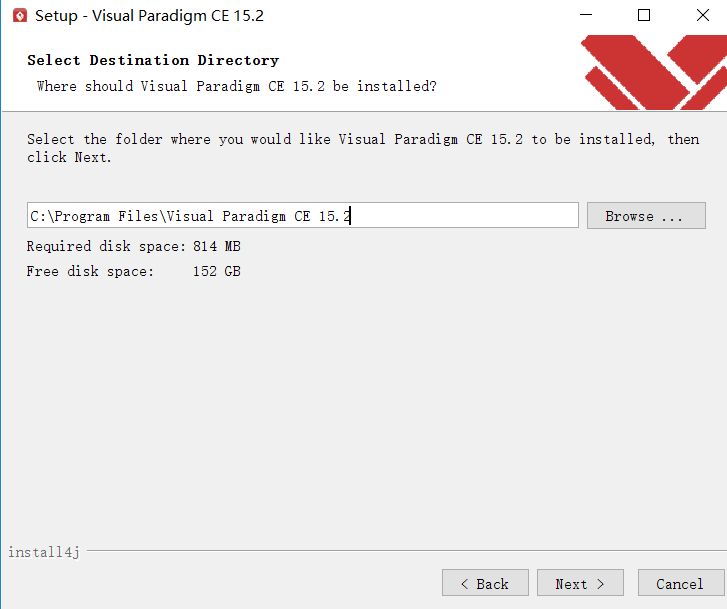 Setup - Visual Paradigm CE 15.2
Select Destination Directory
Where should Visual Paradigm CE 15.2 be installed?
Select the folder where you would like Visual Paradigm CE 15.2 to be installed, then
click Next.
C:\Program Files\Visual Paradigm CE 15.2
Browse ...
Required disk space: 814 MB
Free disk space: 152 GB
install4j
< Back
Next >
Cancel